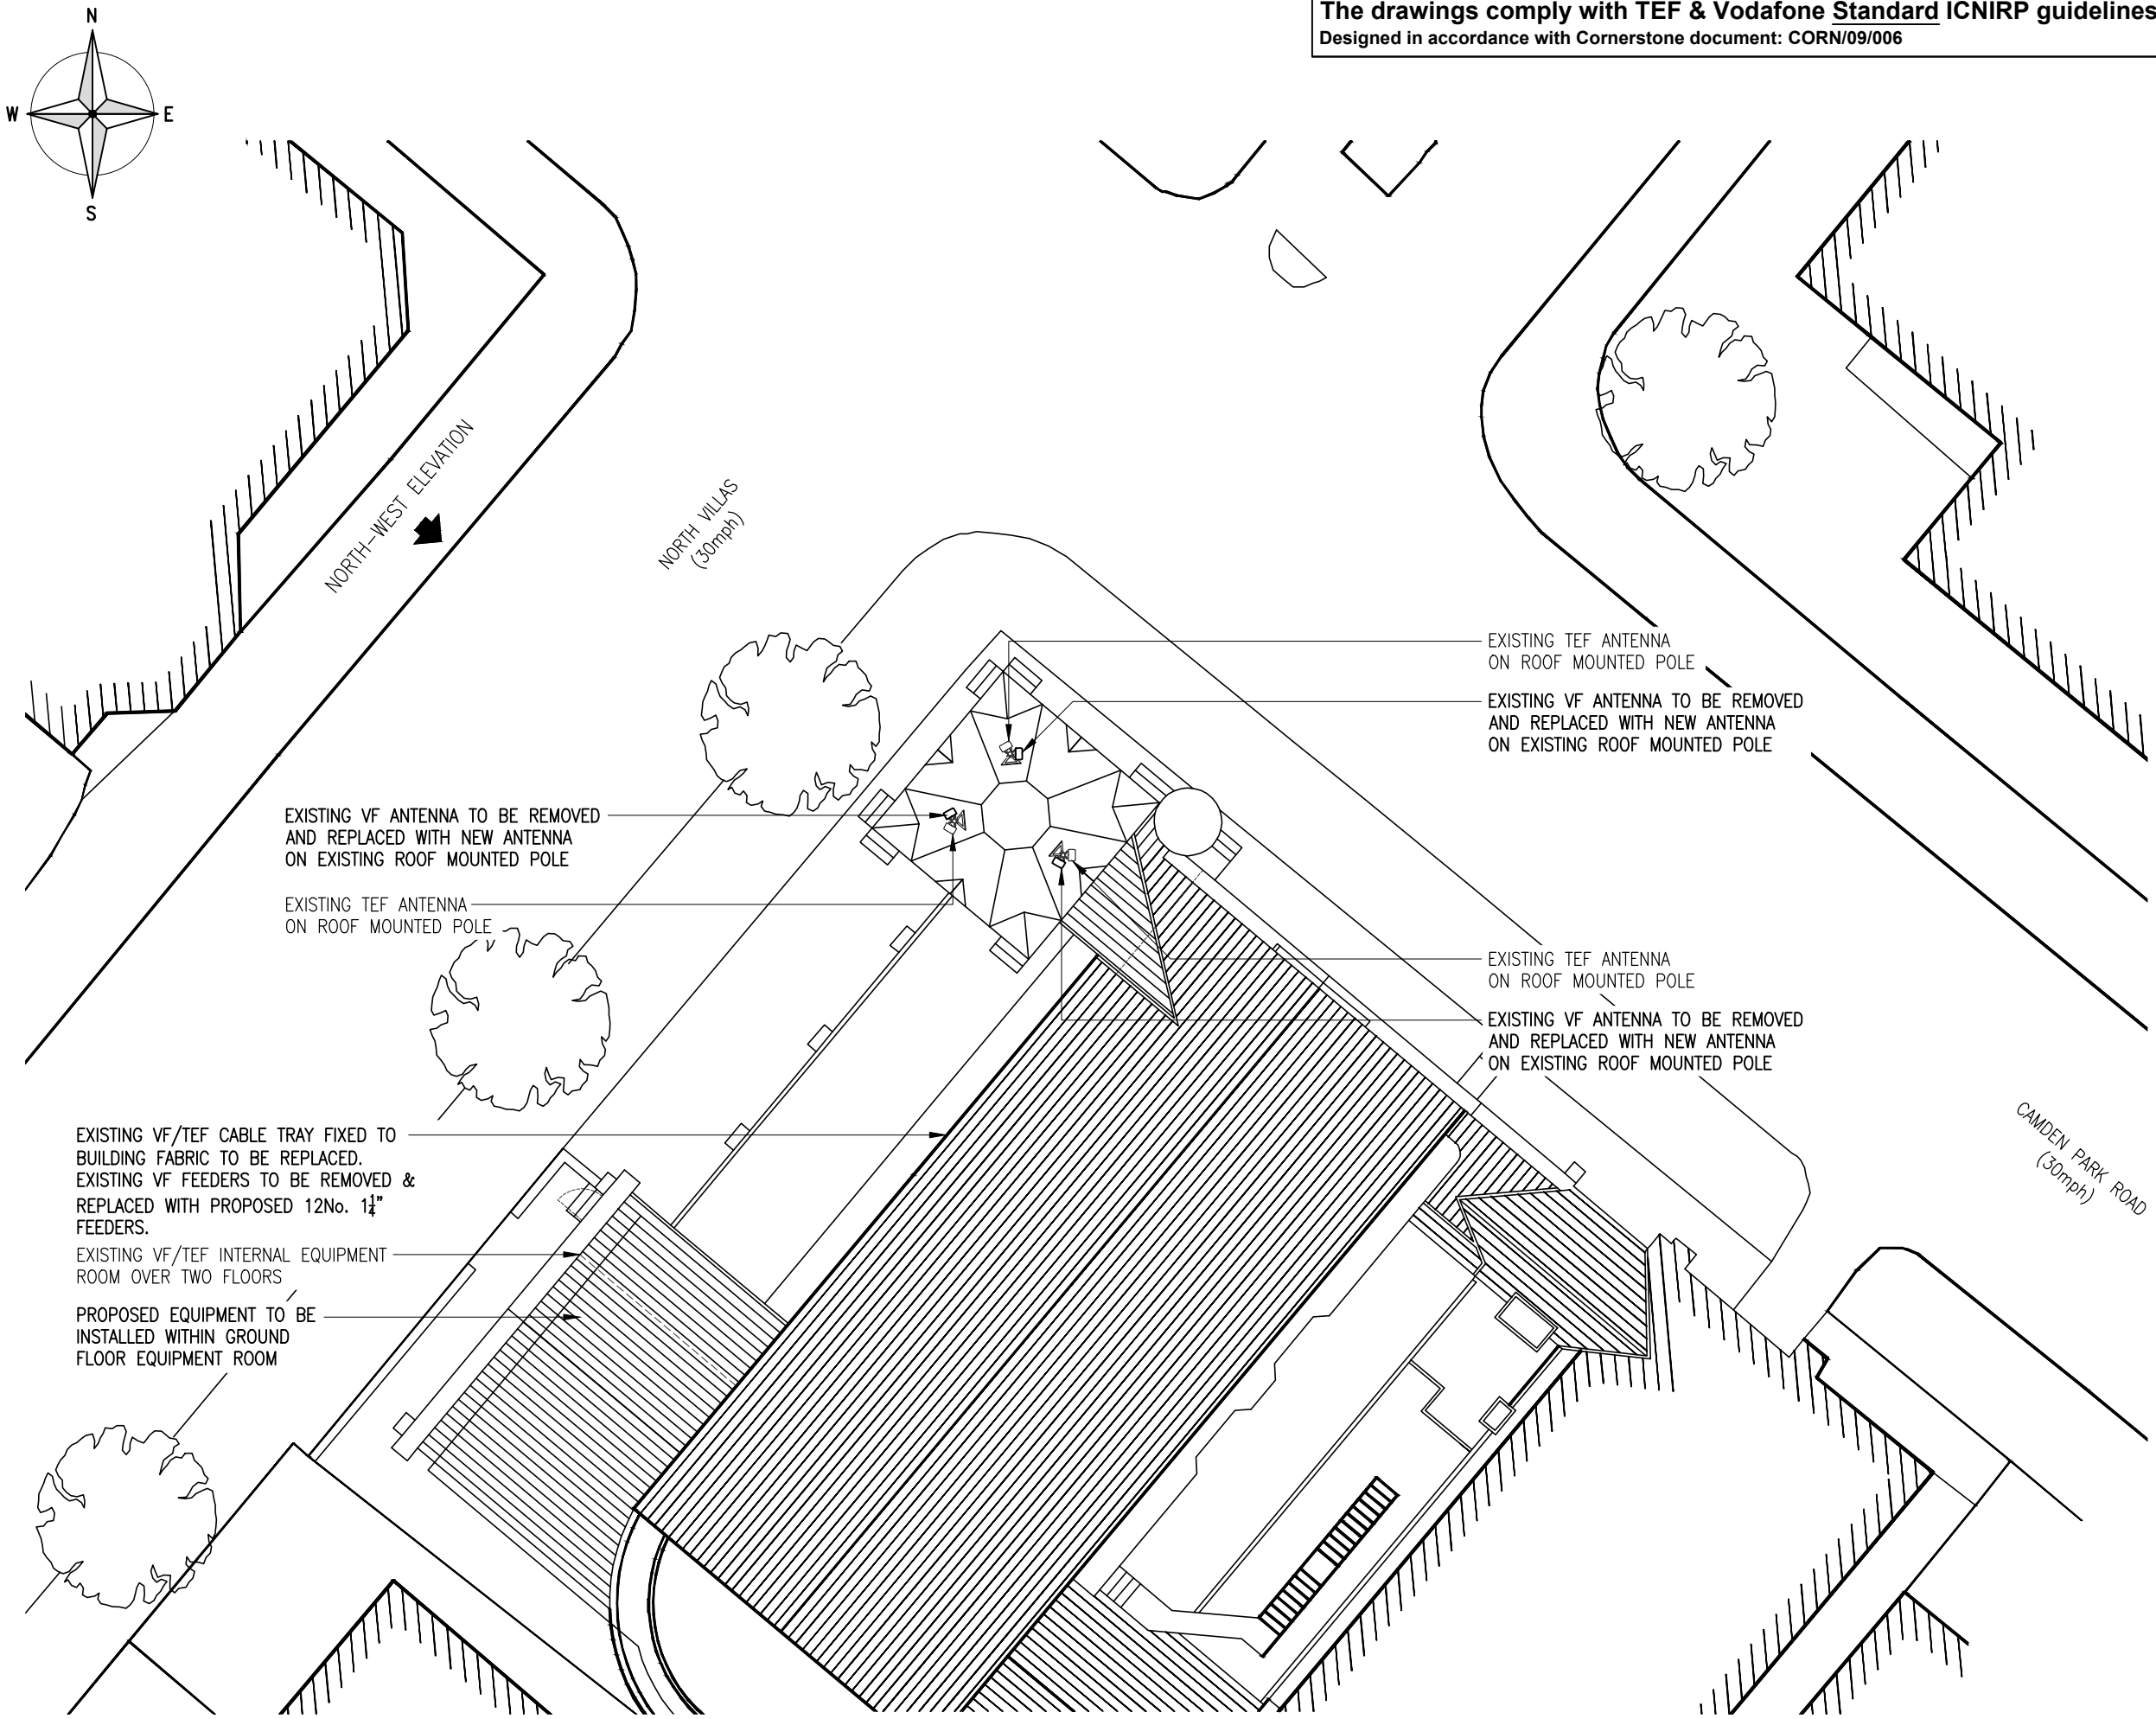 The drawings comply with TEF & Vodafone Standard ICNIRP guidelines
Designed in accordance with Cornerstone document: CORN/09/006
N
W
E
S
NORTH-WEST ELEVATION
NORTH VILLAS
(30mph)
EXISTING TEF ANTENNA
ON ROOF MOUNTED POLE
EXISTING VF ANTENNA TO BE REMOVED
AND REPLACED WITH NEW ANTENNA
ON EXISTING ROOF MOUNTED POLE
EXISTING VF ANTENNA TO BE REMOVED
AND REPLACED WITH NEW ANTENNA
ON EXISTING ROOF MOUNTED POLE
EXISTING TEF ANTENNA
ON ROOF MOUNTED POLE
EXISTING TEF ANTENNA
ON ROOF MOUNTED POLE
EXISTING VF ANTENNA TO BE REMOVED
AND REPLACED WITH NEW ANTENNA
ON EXISTING ROOF MOUNTED POLE
CAMDEN PARK ROAD
(30mph)
EXISTING VF/TEF CABLE TRAY FIXED TO
BUILDING FABRIC TO BE REPLACED.
EXISTING VF FEEDERS TO BE REMOVED &
REPLACED WITH PROPOSED 12No. 1¼"
FEEDERS.
EXISTING VF/TEF INTERNAL EQUIPMENT
ROOM OVER TWO FLOORS
PROPOSED EQUIPMENT TO BE
INSTALLED WITHIN GROUND
FLOOR EQUIPMENT ROOM